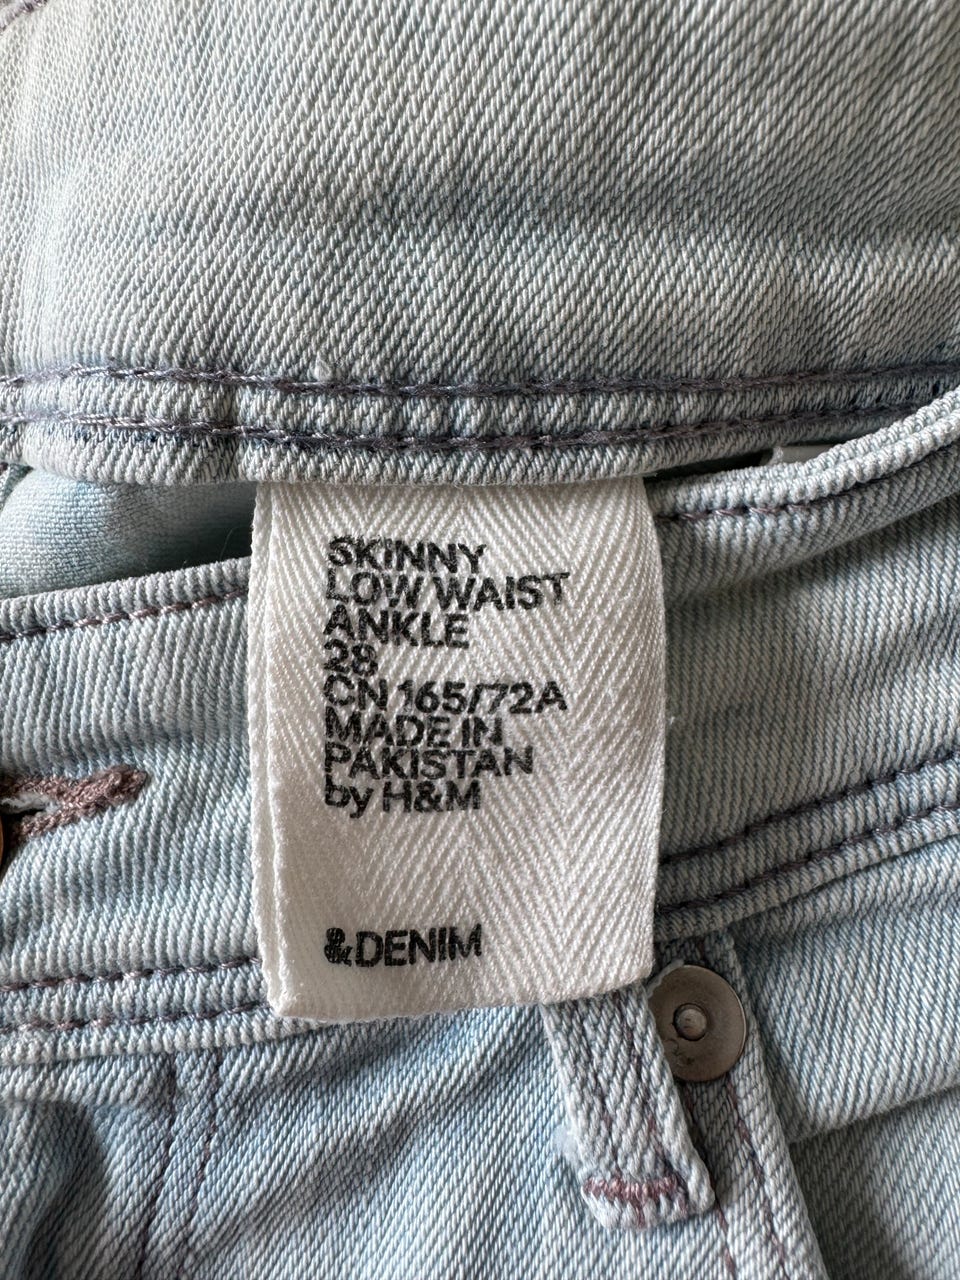 SKINNY
LOW WAIST
ANKLE
28
CN 165/72A
MADE IN
PAKISTAN
by H&M
&DENIM